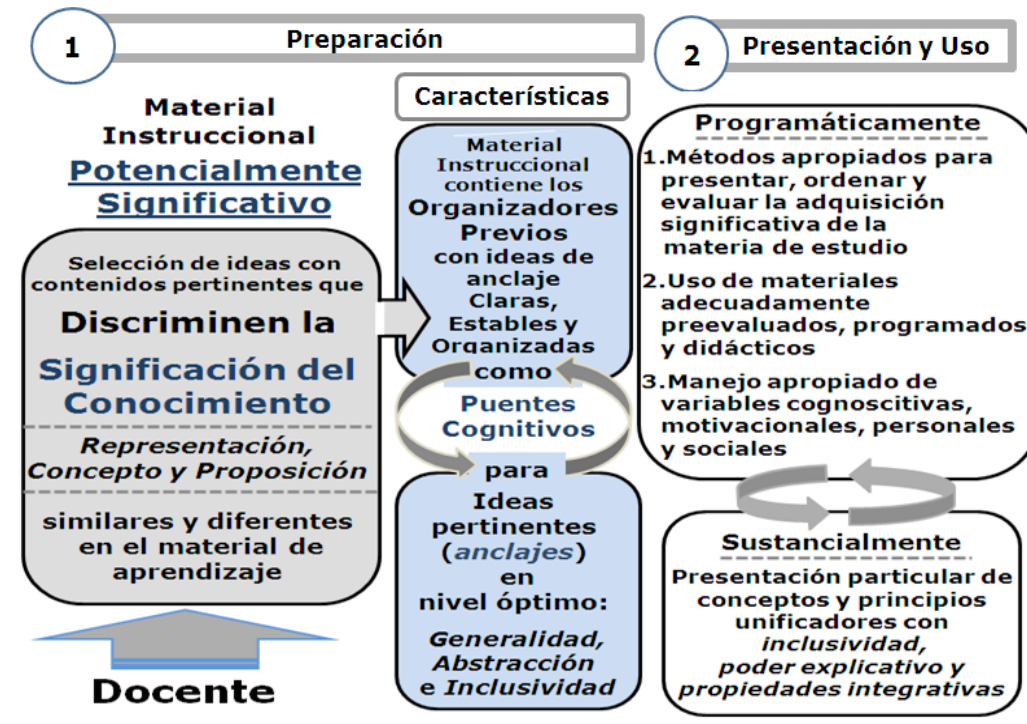 1
Preparación
Material
Instruccional
Potencialmente
Significativo
Selección de ideas con
contenidos pertinentes que
Discriminen la
Significación del
Conocimiento
Representación,
Concepto y Proposición
similares y diferentes
en el material de
aprendizaje
Docente
Característificas
Material
Instruccional
contiene los
Organizadores
Previos
con ideas de
anclaje
Claras,
Estables y
Organizadas
como
Puentes
Cognitivos
para
Ideas
pertinentes
(anclajes)
en
nivel óptimo:
Generalidad,
Abstracción
e Inclusividad
2
Presentación y Uso
Programáticamente
1.Métodos apropiados para
presentar, ordenar y
evaluar la adquisición
significativa de la
materia de estudio
2.Uso de materiales
adecuadamente
preevaluados, programados
y didácticos
3.Manejo apropiado de
variables cognoscitivas,
motivacionales, personales
y sociales
Sustancialmente
Presentación particular de
conceptos y principios
unificadores con
inclusividad,
poder explicativo y
propiedades integrativas